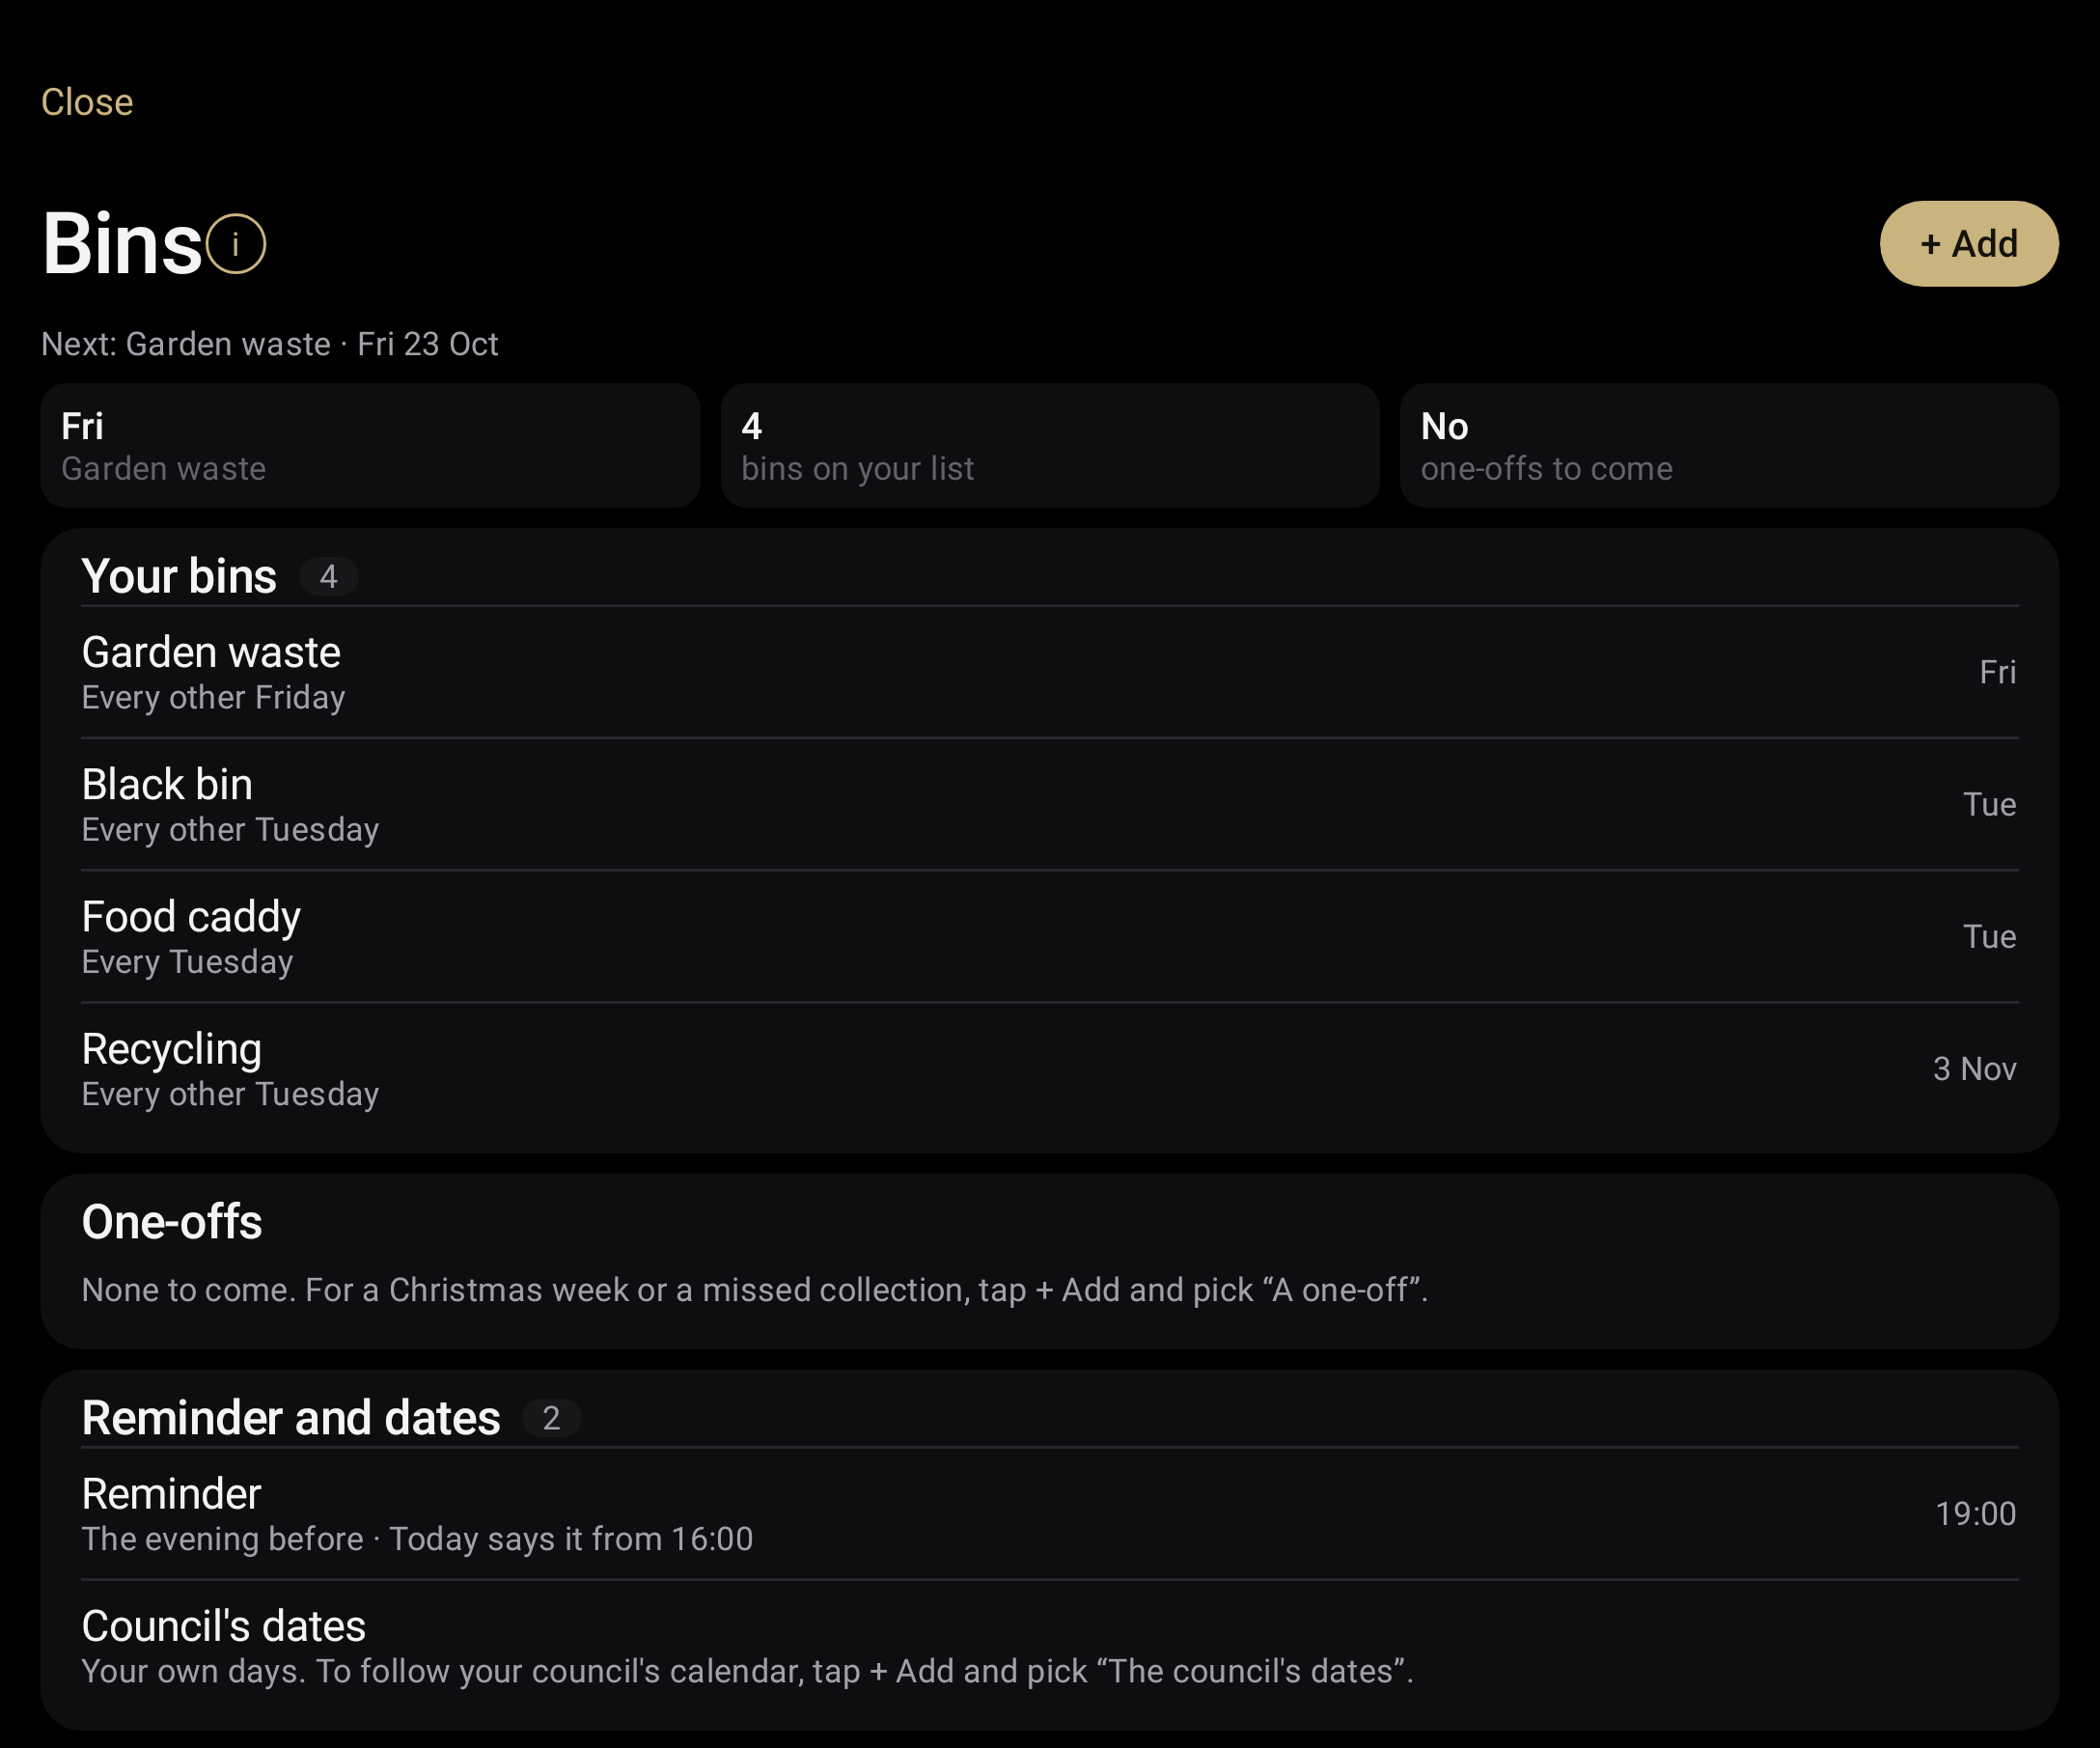 Close
Bins i
+ Add
Next: Garden waste · Fri 23 Oct
Fri
Garden waste
4
bins on your list
No
one-offs to come
Your bins 4
Garden waste
Every other Friday
Fri
Black bin
Every other Tuesday
Tue
Food caddy
Every Tuesday
Tue
Recycling
Every other Tuesday
3 Nov
One-offs
None to come. For a Christmas week or a missed collection, tap + Add and pick “A one-off”.
Reminder and dates 2
Reminder
The evening before · Today says it from 16:00
19:00
Council's dates
Your own days. To follow your council's calendar, tap + Add and pick “The council's dates”.